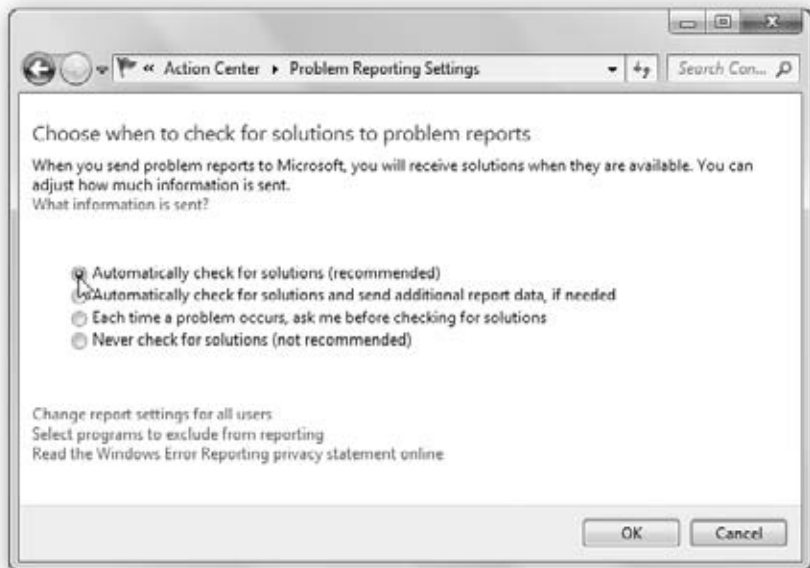 « Action Center ▸ Problem Reporting Settings
Search Con...
Choose when to check for solutions to problem reports
When you send problem reports to Microsoft, you will receive solutions when they are available. You can
adjust how much information is sent.
What information is sent?
Automatically check for solutions (recommended)
Automatically check for solutions and send additional report data, if needed
Each time a problem occurs, ask me before checking for solutions
Never check for solutions (not recommended)
Change report settings for all users
Select programs to exclude from reporting
Read the Windows Error Reporting privacy statement online
OK Cancel